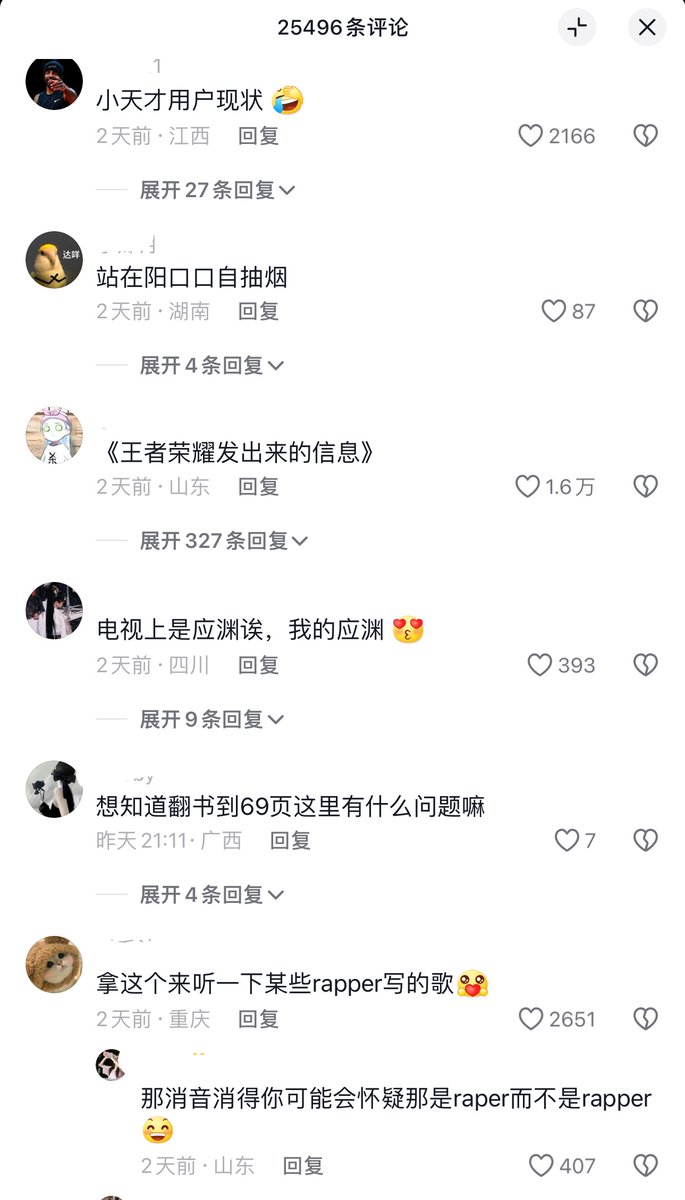 25496条评论
小天才用户现状
2天前·江西 回复
2166
展开27条回复
达咩
站在阳口口自抽烟
2天前·湖南 回复
87
展开4条回复
《王者荣耀发出来的信息》
2天前·山东 回复
1.6万
展开327条回复
电视上是应渊诶，我的应渊
2天前·四川 回复
393
展开9条回复
想知道翻书到69页这里有什么问题嘛
昨天21:11·广西 回复
7
展开4条回复
拿这个来听一下某些rapper写的歌
2天前·重庆 回复
2651
那消音消得你可能会怀疑那是raper而不是rapper
2天前·山东 回复
407